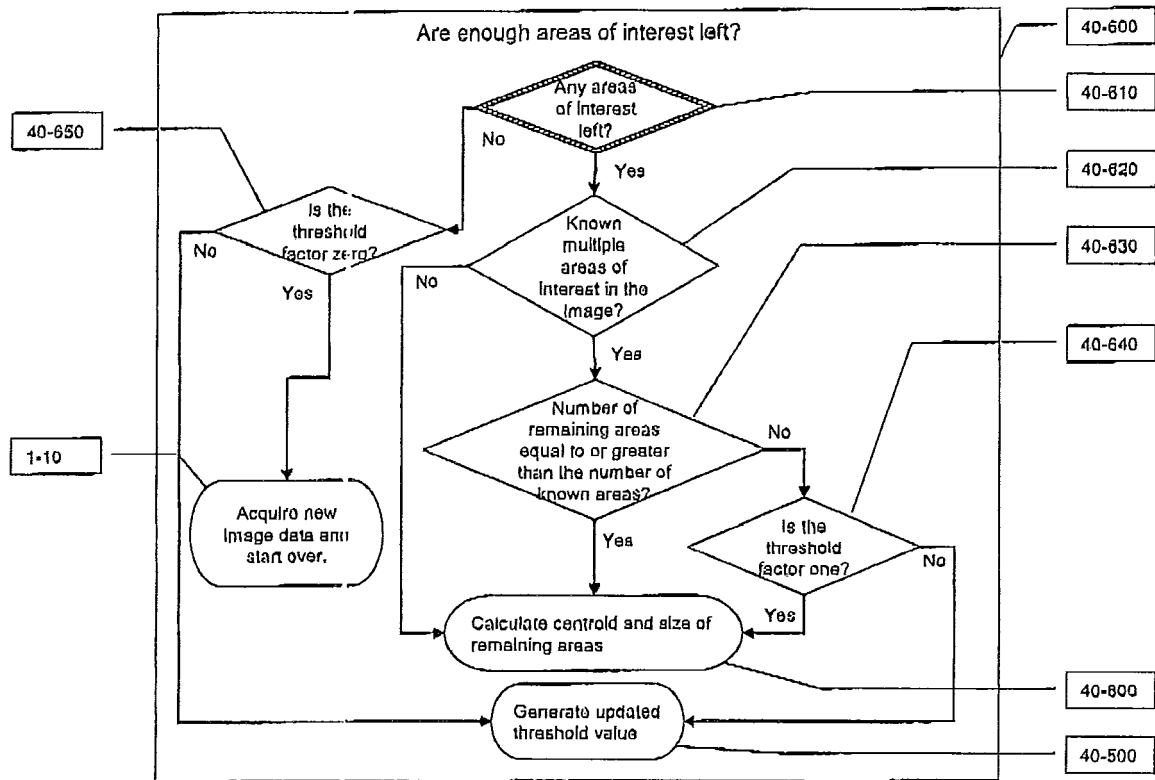 Are enough areas of interest left?
40-600
Any areas
of Interest
left?
40-610
40-650
No
Yes
40-620
Is the
threshold
factor zero?
No
Yes
Known
multiple
areas of
Interest in the
Image?
No
Yes
40-630
40-640
Number of
remaining areas
equal to or greater
than the number of
known areas?
No
Yes
1-10
Acquire new
Image data and
start over.
Is the
threshold
factor one?
No
Yes
Calculate centroid and size of
remaining areas
40-800
Generate updated
threshold value
40-500